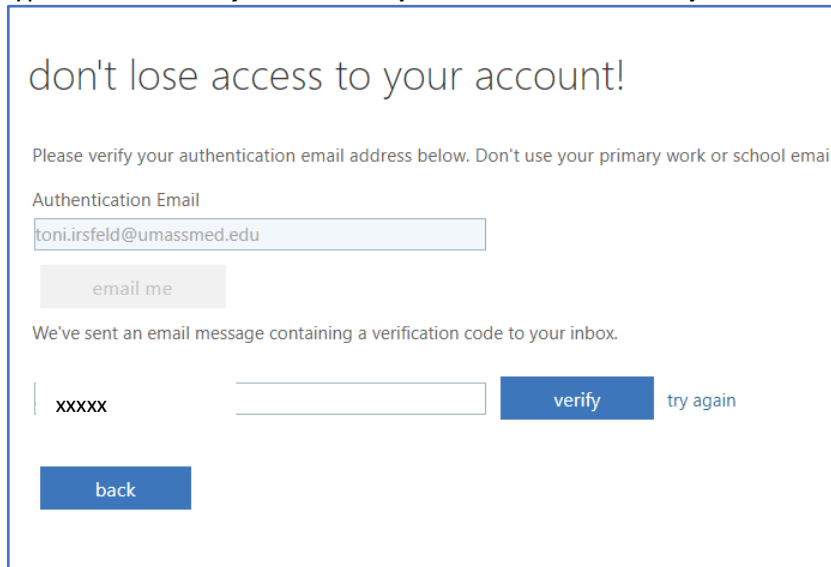 don't lose access to your account!
Please verify your authentication email address below. Don't use your primary work or school emai
Authentication Email
toni.irsfeld@umassmed.edu
email me
We've sent an email message containing a verification code to your inbox.
xxxxx verify try again
back